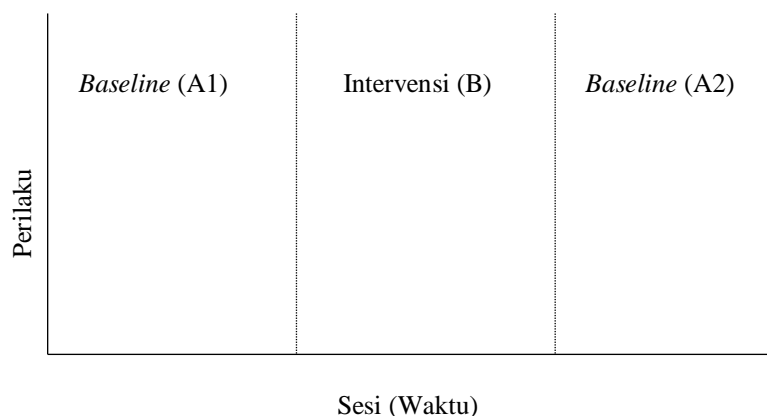 Baseline (A1) Intervensi (B) Baseline (A2)
Perilaku
Sesi (Waktu)